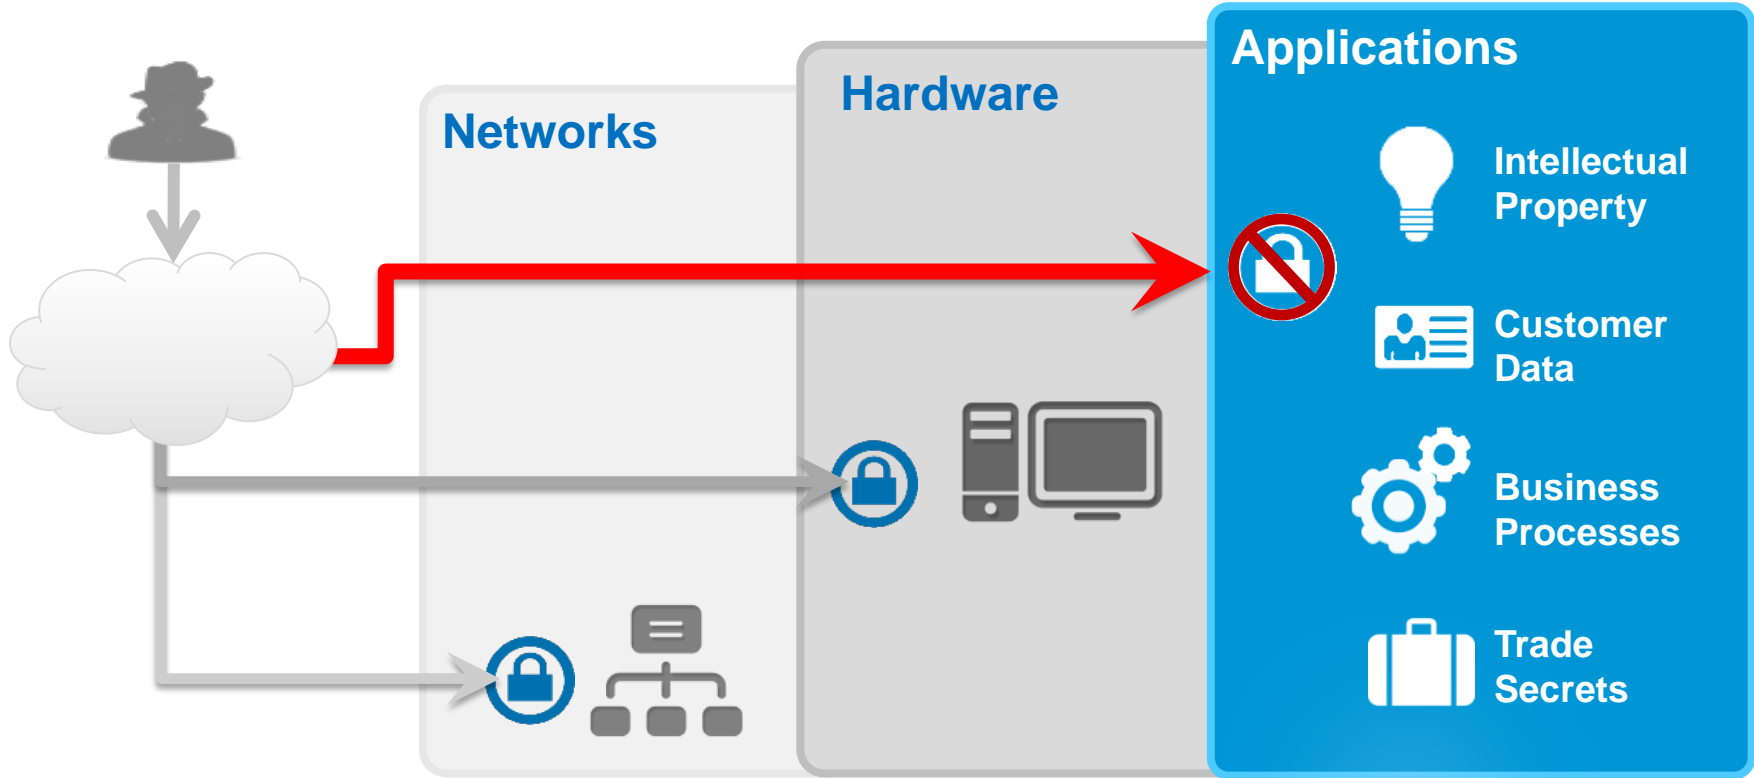 Networks
Hardware
Applications
Intellectual
Property
Customer
Data
Business
Processes
Trade
Secrets